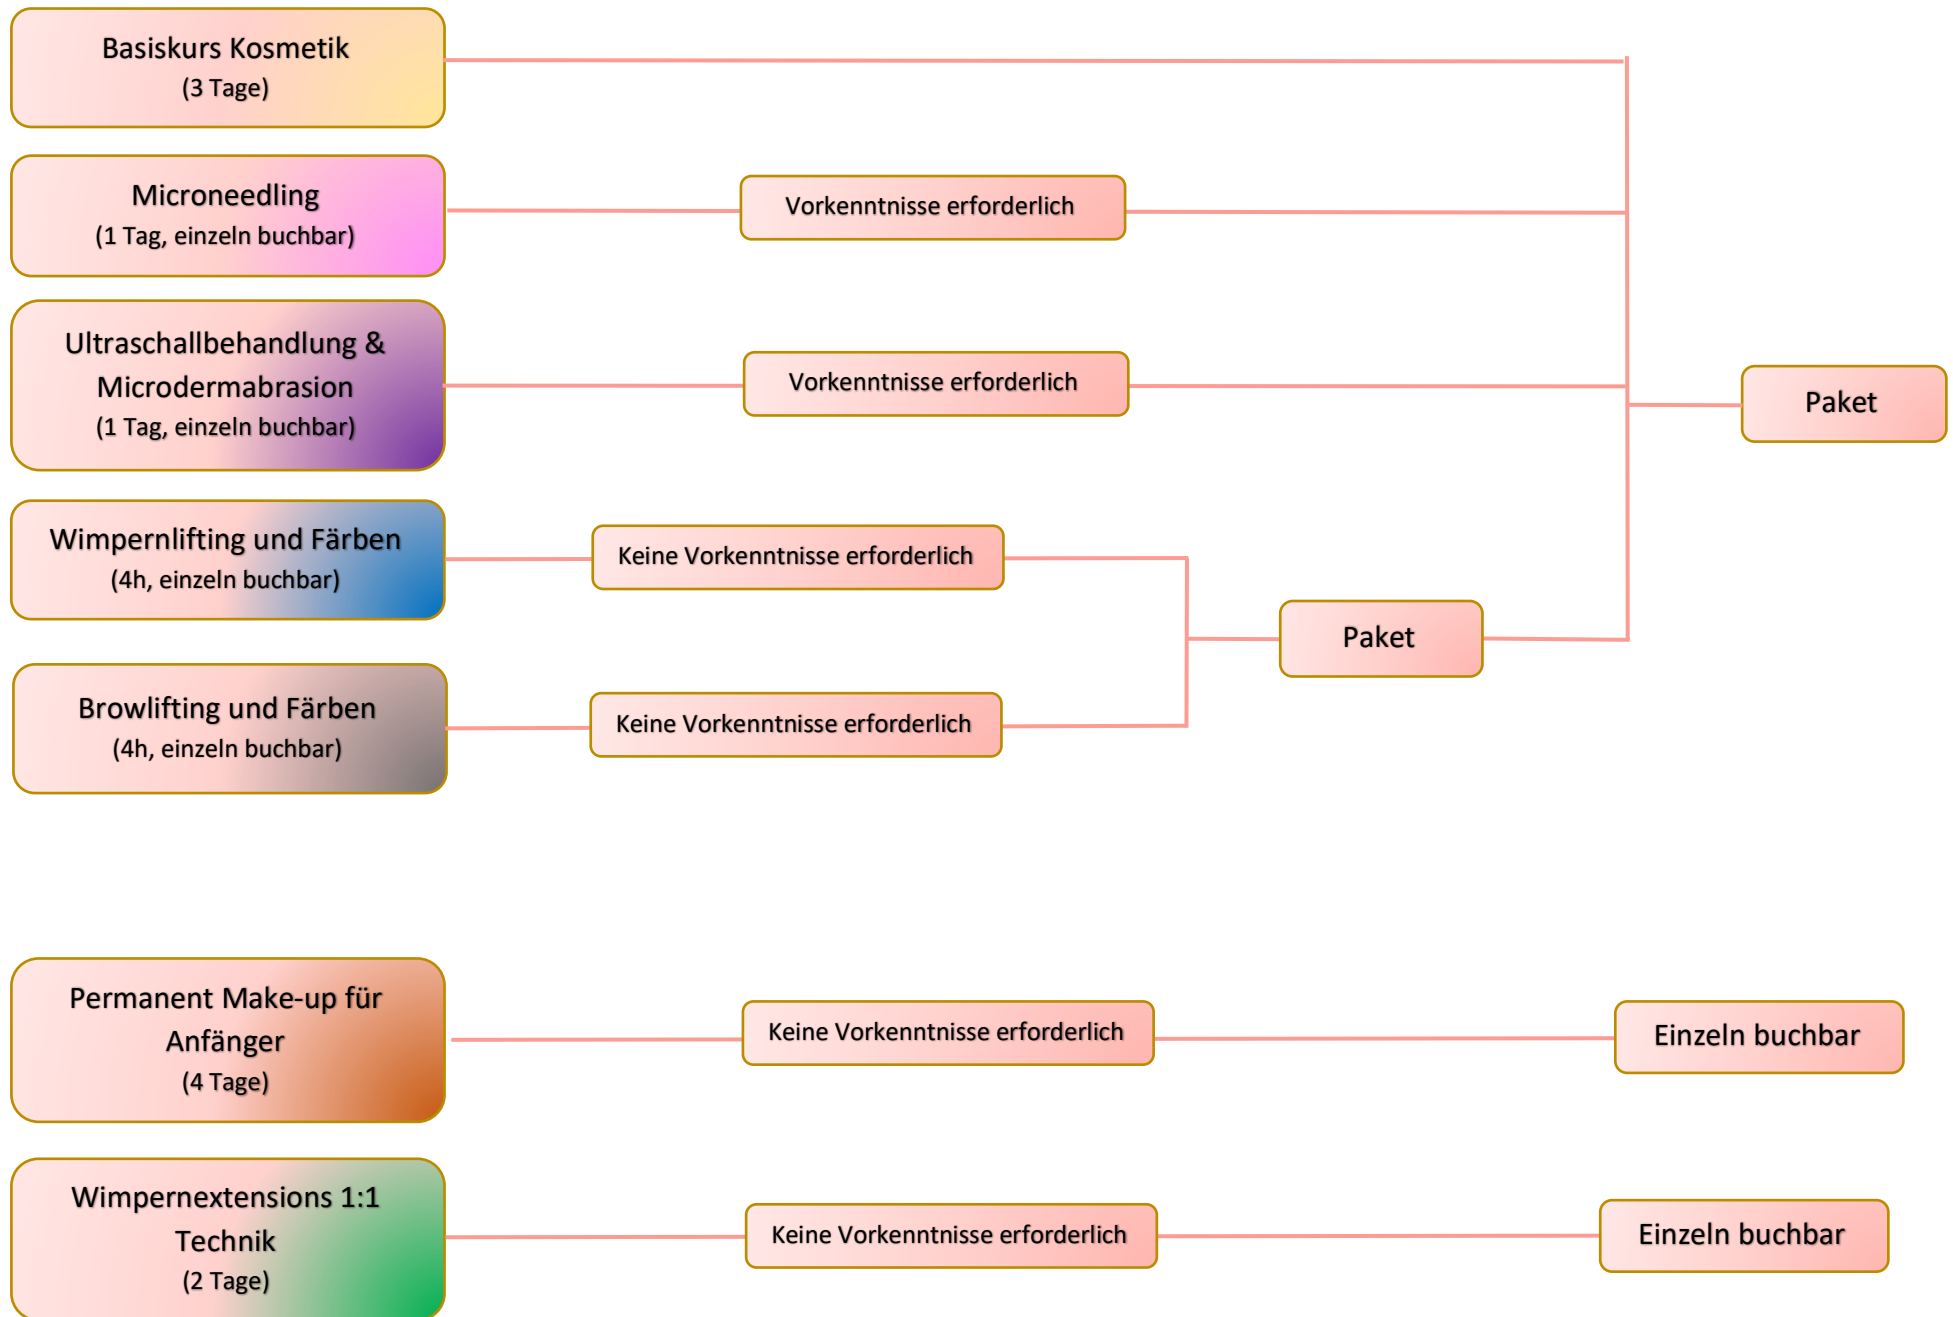 Basiskurs Kosmetik
(3 Tage)
Microneedling
(1 Tag, einzeln buchbar)
Vorkenntnisse erforderlich
Ultraschallbehandlung &
Microdermabrasion
(1 Tag, einzeln buchbar)
Vorkenntnisse erforderlich
Paket
Wimpernlifting und Färben
(4h, einzeln buchbar)
Keine Vorkenntnisse erforderlich
Paket
Browlifting und Färben
(4h, einzeln buchbar)
Keine Vorkenntnisse erforderlich
Permanent Make-up für
Anfänger
(4 Tage)
Keine Vorkenntnisse erforderlich
Einzeln buchbar
Wimpernextensions 1:1
Technik
(2 Tage)
Keine Vorkenntnisse erforderlich
Einzeln buchbar